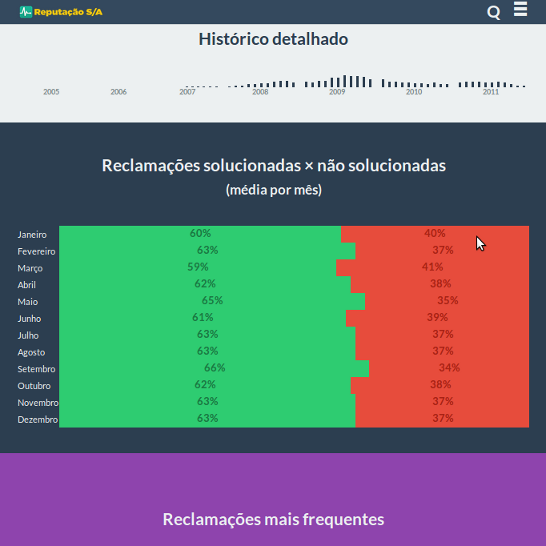 Reputação S/A
Histórico detalhado
2005 2006 2007 2008 2009 2010 2011
Reclamações solucionadas × não solucionadas
(média por mês)
Janeiro 60% 40%
Fevereiro 63% 37%
Março 59% 41%
Abril 62% 38%
Maio 65% 35%
Junho 61% 39%
Julho 63% 37%
Agosto 63% 37%
Setembro 66% 34%
Outubro 62% 38%
Novembro 63% 37%
Dezembro 63% 37%
Reclamações mais frequentes